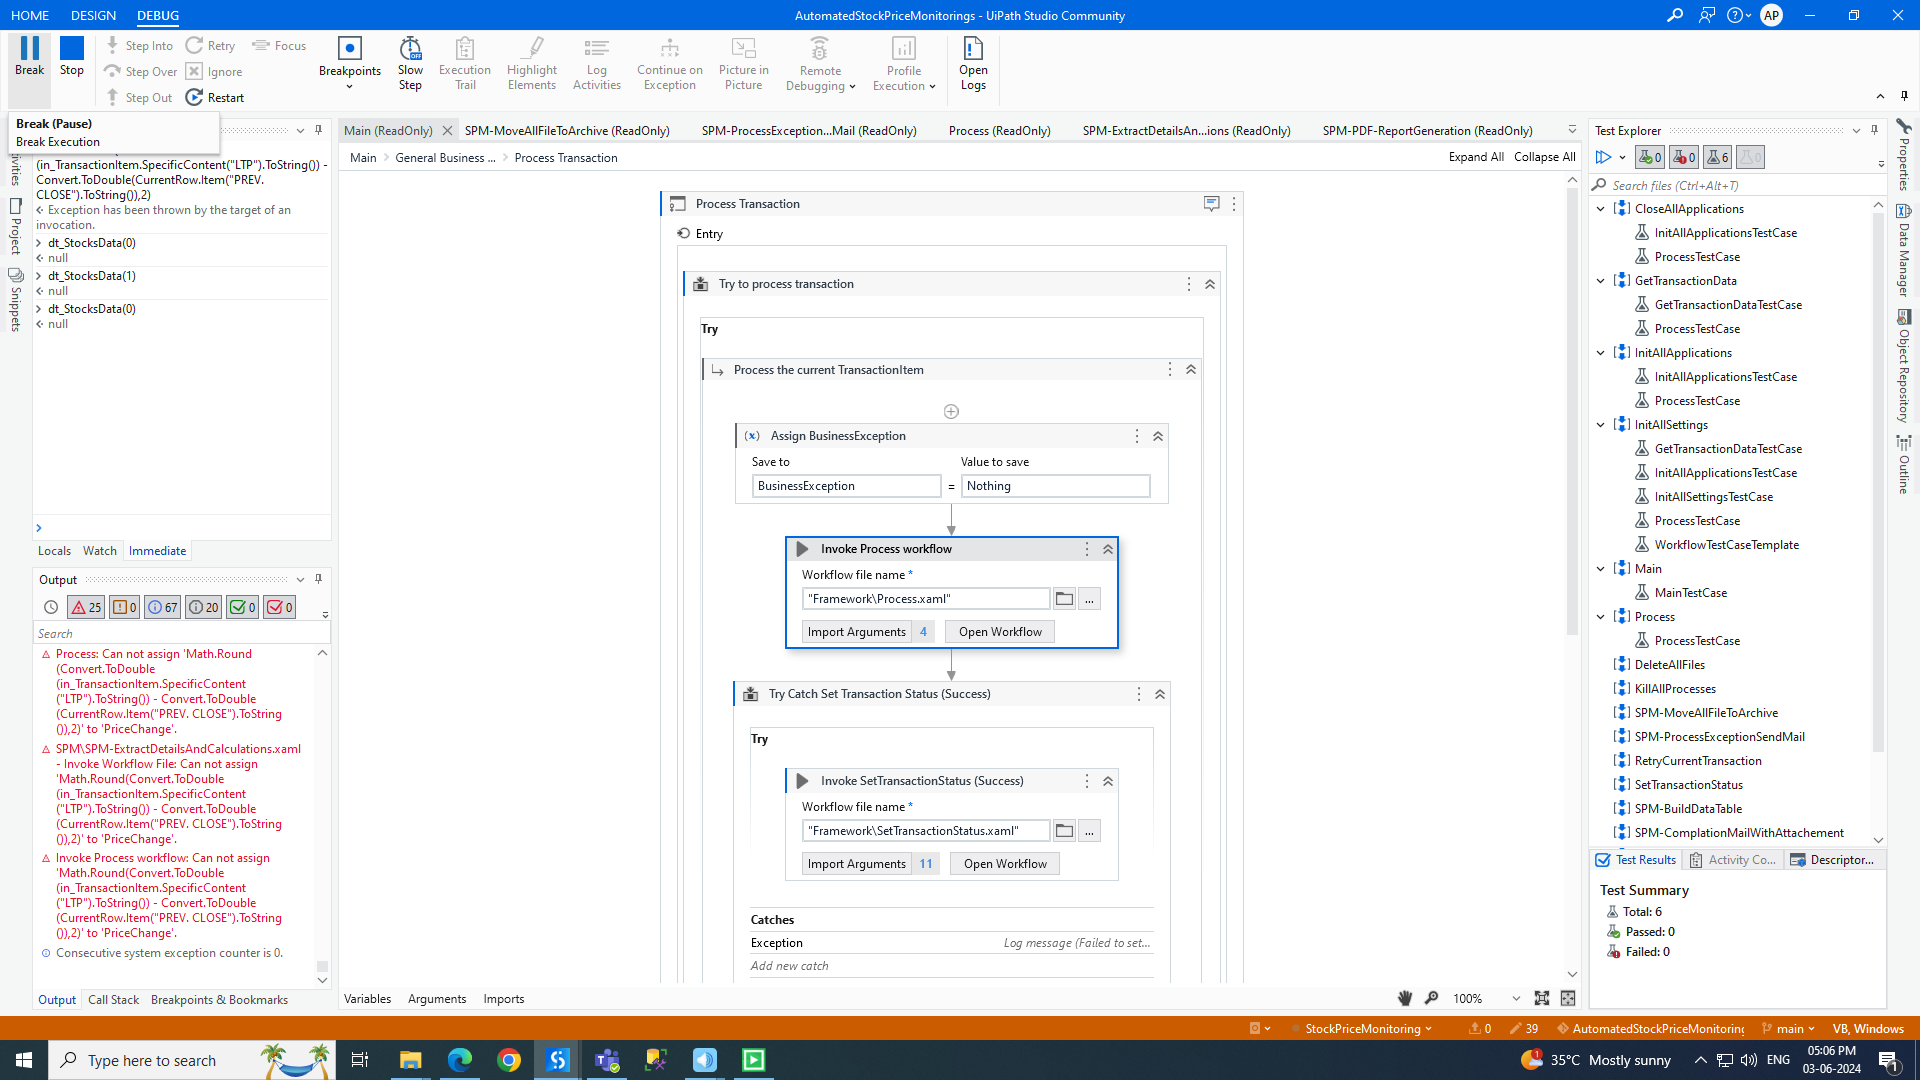 HOME
DESIGN
DEBUG
AutomatedStockPriceMonitorings - UiPath Studio Community
AP
Break
Stop
Step Into
Step Over
Step Out
Retry
Ignore
Restart
Focus
Breakpoints
Slow
Step
Execution
Trail
Highlight
Elements
Log
Activities
Continue on
Exception
Picture in
Picture
Remote
Debugging
Profile
Execution
Open
Logs
Break (Pause)
Break Execution
Project
Snippets
(in_TransactionItem.SpecificContent("LTP").ToString()) -
Convert.ToDouble(CurrentRow.Item("PREV.
CLOSE").ToString()),2)
Exception has been thrown by the target of an
invocation.
dt_StocksData(0)
null
dt_StocksData(1)
null
dt_StocksData(0)
null
Locals
Watch
Immediate
Output
25
0
67
20
0
0
Search
Process: Can not assign 'Math.Round
(Convert.ToDouble
(in_TransactionItem.SpecificContent
("LTP").ToString()) - Convert.ToDouble
(CurrentRow.Item("PREV. CLOSE").ToString
()),2)' to 'PriceChange'.
SPM\SPM-ExtractDetailsAndCalculations.xaml
- Invoke Workflow File: Can not assign
'Math.Round(Convert.ToDouble
(in_TransactionItem.SpecificContent
("LTP").ToString()) - Convert.ToDouble
(CurrentRow.Item("PREV. CLOSE").ToString
()),2)' to 'PriceChange'.
Invoke Process workflow: Can not assign
'Math.Round(Convert.ToDouble
(in_TransactionItem.SpecificContent
("LTP").ToString()) - Convert.ToDouble
(CurrentRow.Item("PREV. CLOSE").ToString
()),2)' to 'PriceChange'.
Consecutive system exception counter is 0.
Output
Call Stack
Breakpoints & Bookmarks
Main (ReadOnly)
SPM-MoveAllFileToArchive (ReadOnly)
SPM-ProcessException...Mail (ReadOnly)
Process (ReadOnly)
SPM-ExtractDetailsAn...ions (ReadOnly)
SPM-PDF-ReportGeneration (ReadOnly)
Main
General Business ...
Process Transaction
Expand All
Collapse All
Process Transaction
Entry
Try to process transaction
Try
Process the current TransactionItem
Assign BusinessException
Save to
Value to save
BusinessException
=
Nothing
Invoke Process workflow
Workflow file name *
"Framework\Process.xaml"
...
Import Arguments
4
Open Workflow
Try Catch Set Transaction Status (Success)
Try
Invoke SetTransactionStatus (Success)
Workflow file name *
"Framework\SetTransactionStatus.xaml"
...
Import Arguments
11
Open Workflow
Catches
Exception
Log message (Failed to set...
Add new catch
Variables
Arguments
Imports
100%
Test Explorer
0
0
6
0
Search files (Ctrl+Alt+T)
CloseAllApplications
InitAllApplicationsTestCase
ProcessTestCase
GetTransactionData
GetTransactionDataTestCase
ProcessTestCase
InitAllApplications
InitAllApplicationsTestCase
ProcessTestCase
InitAllSettings
GetTransactionDataTestCase
InitAllApplicationsTestCase
InitAllSettingsTestCase
ProcessTestCase
WorkflowTestCaseTemplate
Main
MainTestCase
Process
ProcessTestCase
DeleteAllFiles
KillAllProcesses
SPM-MoveAllFileToArchive
SPM-ProcessExceptionSendMail
RetryCurrentTransaction
SetTransactionStatus
SPM-BuildDataTable
SPM-ComplationMailWithAttachement
Test Results
Activity Co...
Descriptor...
Test Summary
Total: 6
Passed: 0
Failed: 0
Properties
Data Manager
Object Repository
Outline
StockPriceMonitoring
0
39
AutomatedStockPriceMonitoring
main
VB, Windows
Type here to search
1
35°C Mostly sunny
ENG
05:06 PM
03-06-2024
1